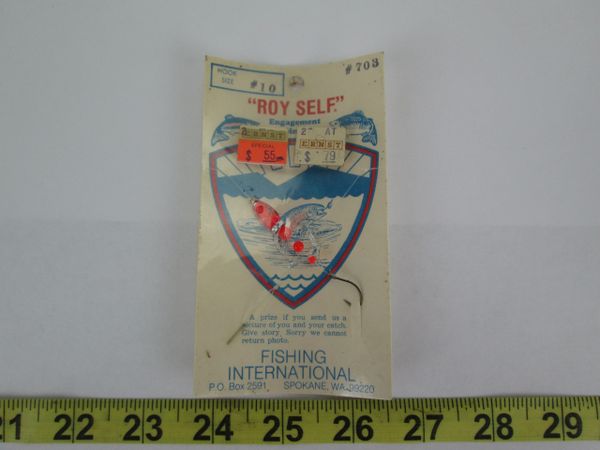 HOOK
SIZE
#10
#703
"ROY SELF"
Engagement
2 AT
ERNST
$ 79
ERNST
SPECIAL
$ 55
A prize if you send us a
picture of you and your catch.
Give story. Sorry we cannot
return photo.
FISHING
INTERNATIONAL
P.O. Box 2591, SPOKANE, WA-99220
21 22 23 24 25 26 27 28 29